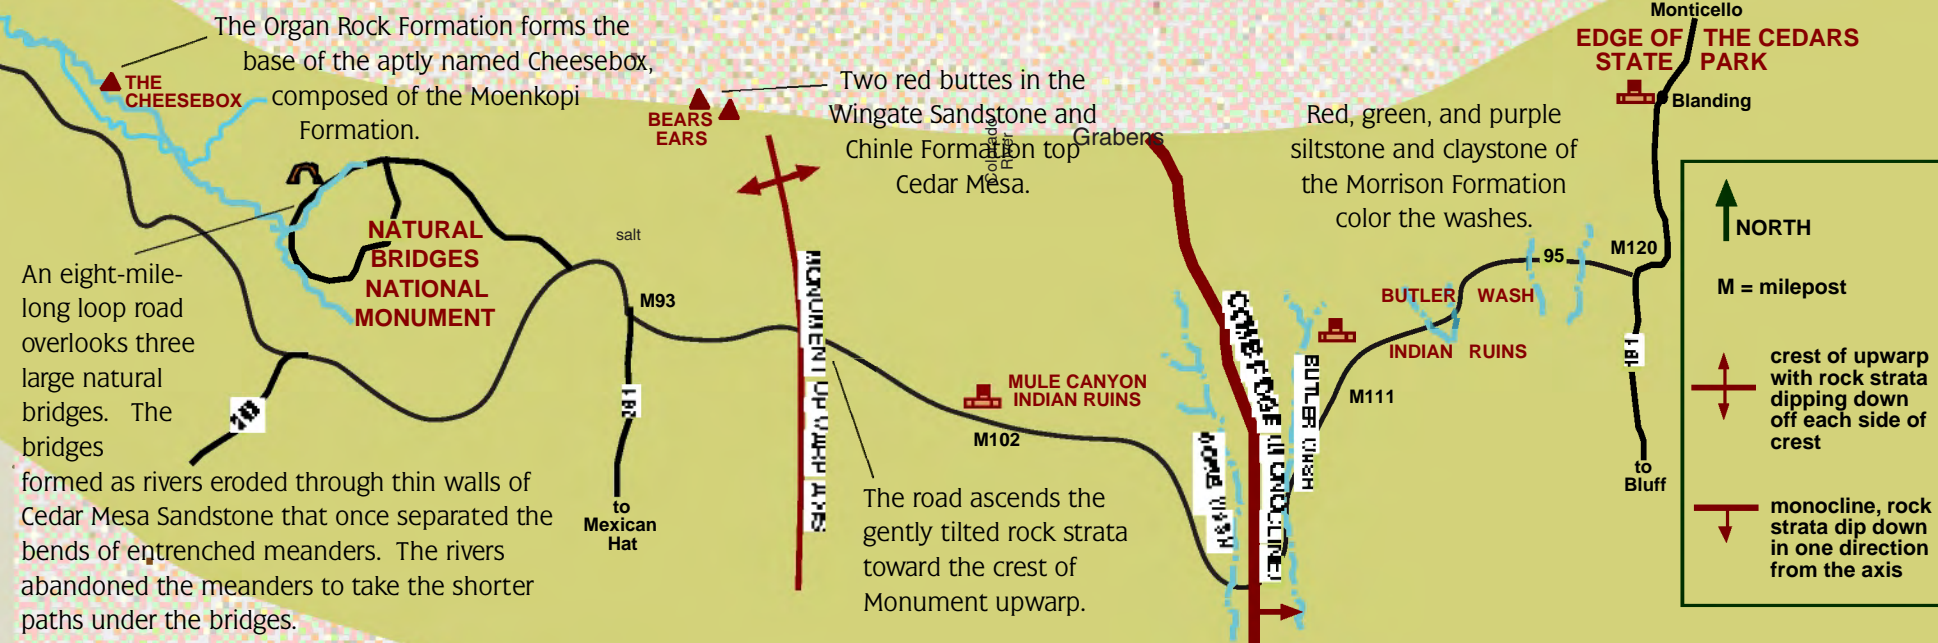 The Organ Rock Formation forms the
base of the aptly named Cheesebox,
composed of the Moenkopi
Formation.
THE
CHEESEBOX
BEARS
EARS
Two red buttes in the
Wingate Sandstone and
Chinle Formation top
Cedar Mesa.
Colorado
River
Grabens
Red, green, and purple
siltstone and claystone of
the Morrison Formation
color the washes.
Monticello
EDGE OF THE CEDARS
STATE PARK
Blanding
NATURAL
BRIDGES
NATIONAL
MONUMENT
salt
An eight-mile-
long loop road
overlooks three
large natural
bridges. The
bridges
formed as rivers eroded through thin walls of
Cedar Mesa Sandstone that once separated the
bends of entrenched meanders. The rivers
abandoned the meanders to take the shorter
paths under the bridges.
M93
to
Mexican
Hat
MONUMENT UPWARP AXIS
MULE CANYON
INDIAN RUINS
M102
The road ascends the
gently tilted rock strata
toward the crest of
Monument upwarp.
COMB RIDGE MONOCLINE
BUTLER WASH
M111
BUTLER WASH
INDIAN RUINS
95
M120
to
Bluff
NORTH
M = milepost
crest of upwarp
with rock strata
dipping down
off each side of
crest
monocline, rock
strata dip down
in one direction
from the axis